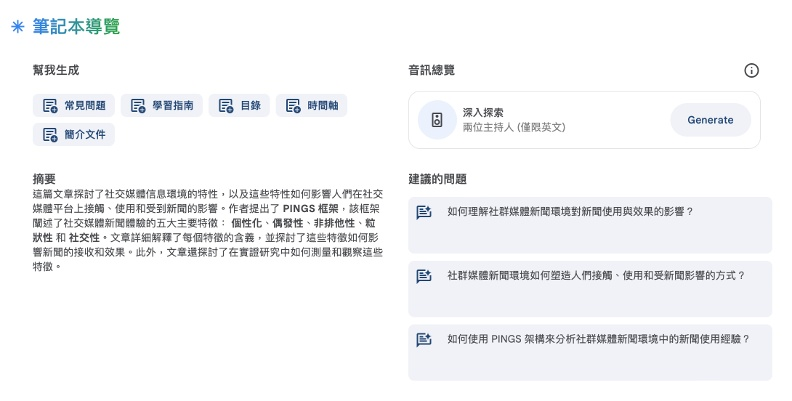 筆記本導覽
幫我生成
常見問題
學習指南
目錄
時間軸
簡介文件
摘要
這篇文章探討了社交媒體信息環境的特性，以及這些特性如何影響人們在社交
媒體平台上接觸、使用和受到新聞的影響。作者提出了 PINGS 框架，該框架
闡述了社交媒體新聞體驗的五大主要特徵： 個性化、偶發性、非排他性、粒
狀性 和 社交性。文章詳細解釋了每個特徵的含義，並探討了這些特徵如何影
響新聞的接收和效果。此外，文章還探討了在實證研究中如何測量和觀察這些
特徵。
音訊總覽
深入探索
兩位主持人 (僅限英文)
Generate
建議的問題
如何理解社群媒體新聞環境對新聞使用與效果的影響？
社群媒體新聞環境如何塑造人們接觸、使用和受新聞影響的方式？
如何使用 PINGS 架構來分析社群媒體新聞環境中的新聞使用經驗？